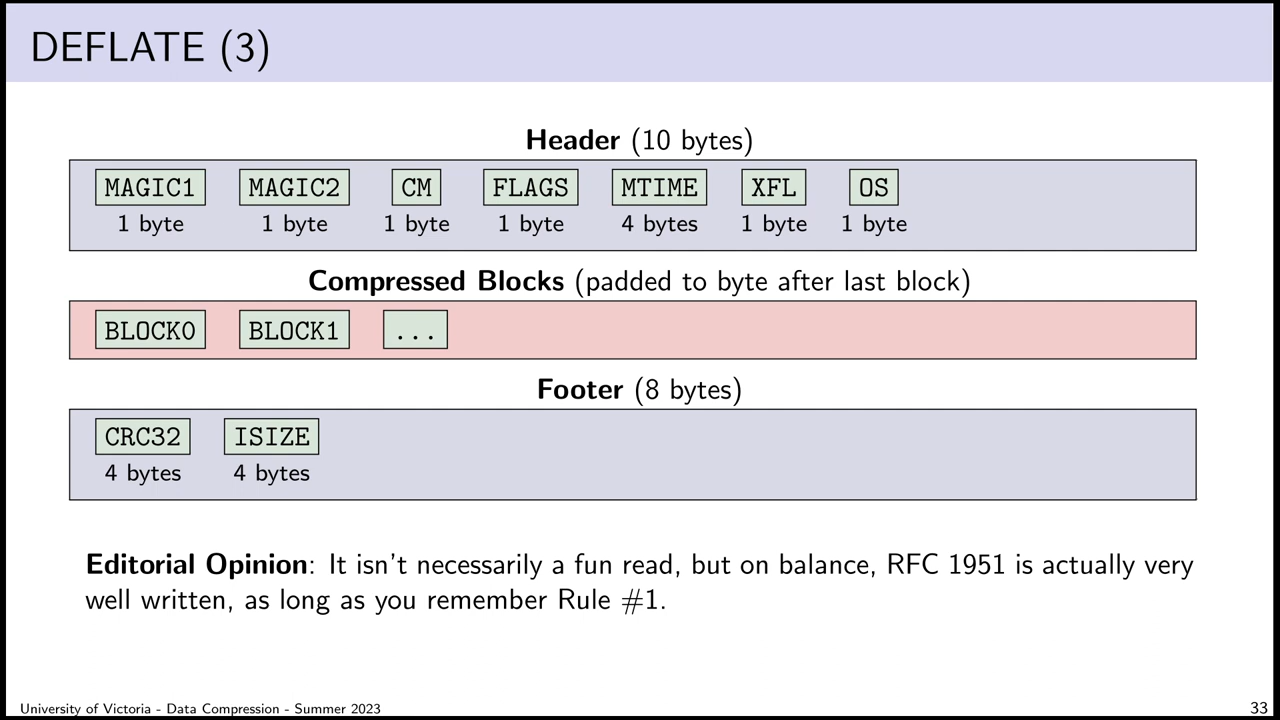 DEFLATE (3)
Header (10 bytes)
MAGIC1 MAGIC2 CM FLAGS MTIME XFL OS
1 byte 1 byte 1 byte 1 byte 4 bytes 1 byte 1 byte
Compressed Blocks (padded to byte after last block)
BLOCK0 BLOCK1 ...
Footer (8 bytes)
CRC32 ISIZE
4 bytes 4 bytes
Editorial Opinion: It isn't necessarily a fun read, but on balance, RFC 1951 is actually very
well written, as long as you remember Rule #1.
University of Victoria - Data Compression - Summer 2023 33